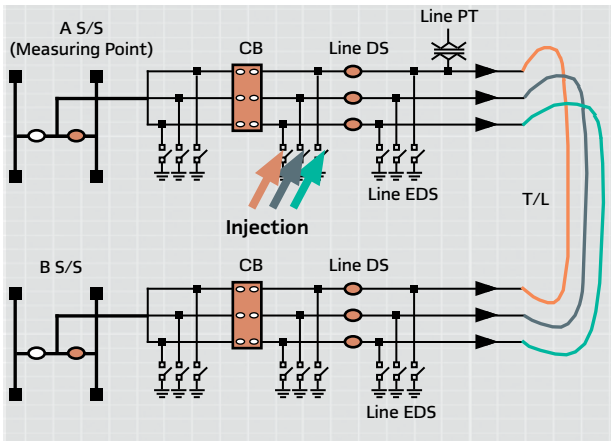 A S/S
(Measuring Point)
CB
Line DS
Line PT
Line EDS
Injection
T/L
B S/S
CB
Line DS
Line EDS